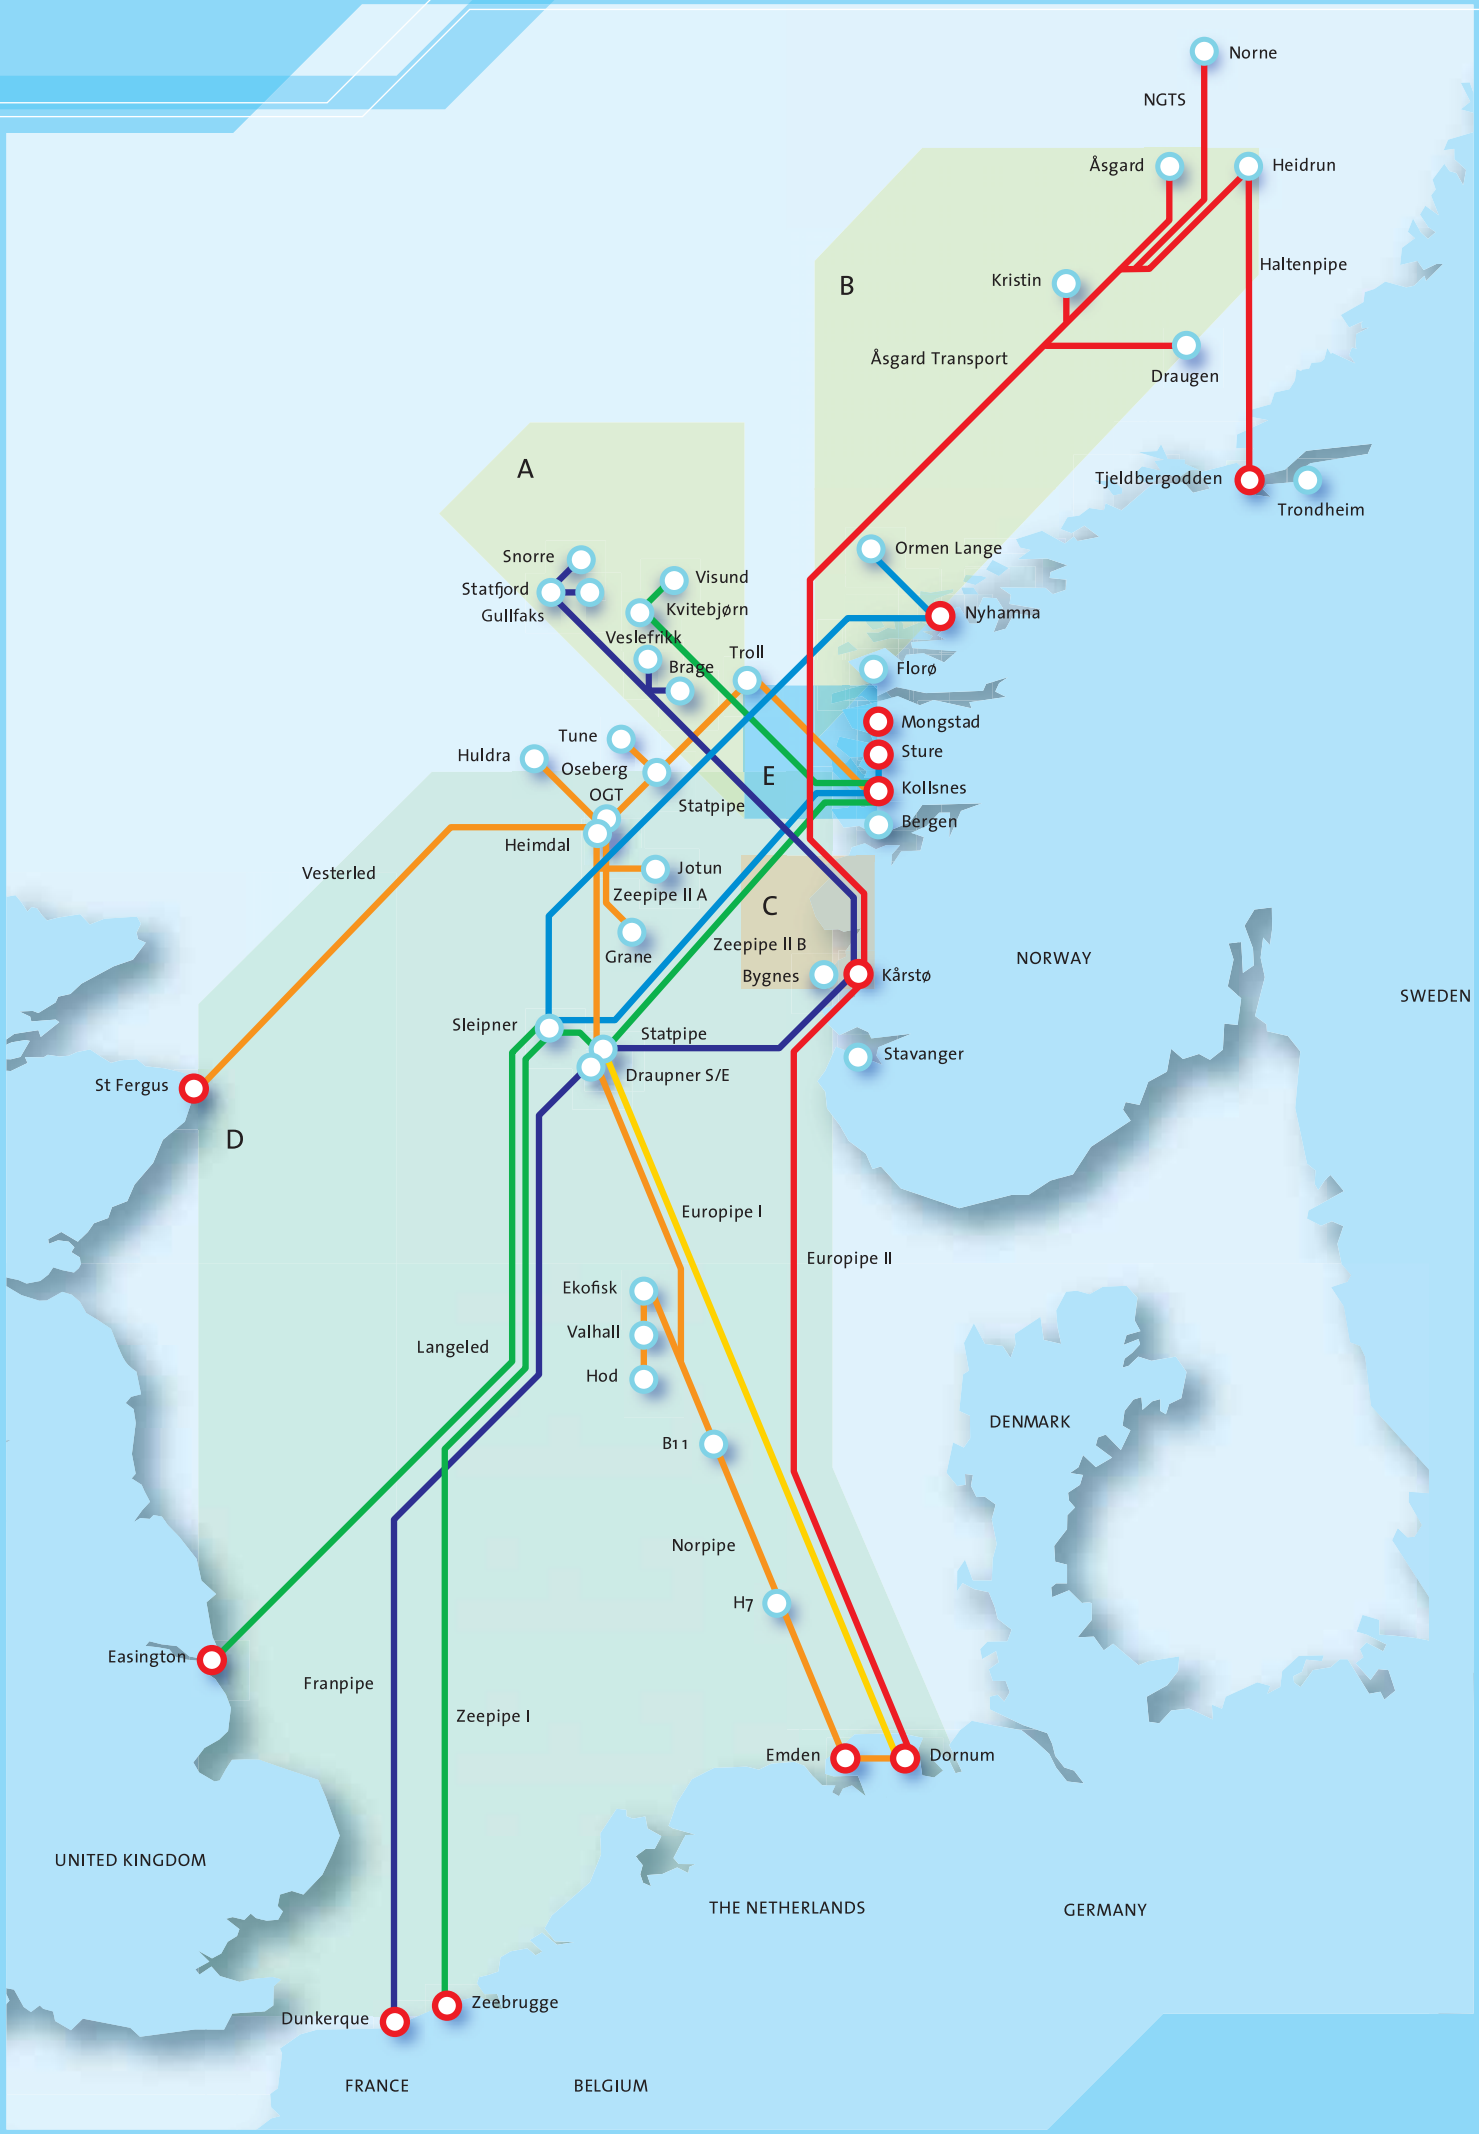 Norne
NGTS
Åsgard
Heidrun
Haltenpipe
Kristin
B
Åsgard Transport
Draugen
A
Tjeldbergodden
Trondheim
Ormen Lange
Snorre
Visund
Statfjord
Kvitebjørn
Gullfaks
Nyhamna
Veslefrikk
Troll
Brage
Florø
Mongstad
Tune
Huldra
Sture
Oseberg
E
OGT
Kollsnes
Statpipe
Bergen
Heimdal
Vesterled
Jotun
Zeepipe II A
C
Zeepipe II B
Grane
NORWAY
Bygnes
Kårstø
SWEDEN
Sleipner
Statpipe
Stavanger
Draupner S/E
St Fergus
D
Europipe I
Europipe II
Ekofisk
Valhall
Langeled
Hod
DENMARK
B11
Norpipe
H7
Easington
Franpipe
Zeepipe I
Emden
Dornum
UNITED KINGDOM
THE NETHERLANDS
GERMANY
Zeebrugge
Dunkerque
FRANCE
BELGIUM